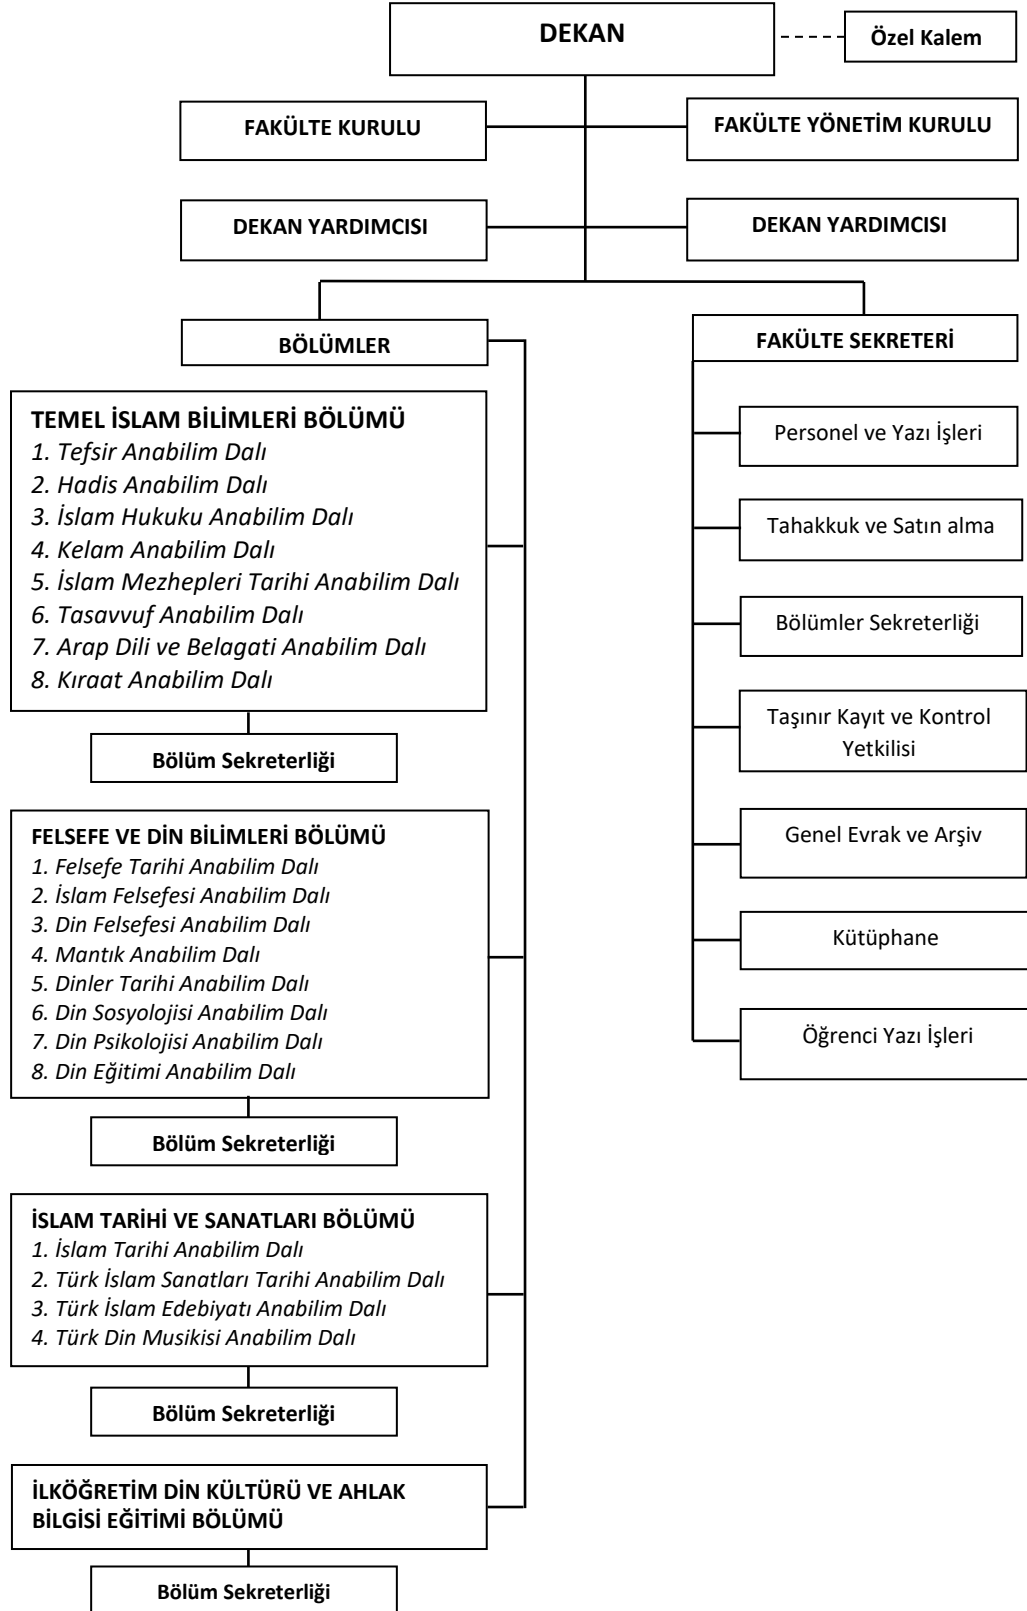 DEKAN
Özel Kalem
FAKÜLTE KURULU
FAKÜLTE YÖNETİM KURULU
DEKAN YARDIMCISI
DEKAN YARDIMCISI
BÖLÜMLER
TEMEL İSLAM BİLİMLERİ BÖLÜMÜ
1. Tefsir Anabilim Dalı
2. Hadis Anabilim Dalı
3. İslam Hukuku Anabilim Dalı
4. Kelam Anabilim Dalı
5. İslam Mezhepleri Tarihi Anabilim Dalı
6. Tasavvuf Anabilim Dalı
7. Arap Dili ve Belagati Anabilim Dalı
8. Kıraat Anabilim Dalı
Bölüm Sekreterliği
FELSEFE VE DİN BİLİMLERİ BÖLÜMÜ
1. Felsefe Tarihi Anabilim Dalı
2. İslam Felsefesi Anabilim Dalı
3. Din Felsefesi Anabilim Dalı
4. Mantık Anabilim Dalı
5. Dinler Tarihi Anabilim Dalı
6. Din Sosyolojisi Anabilim Dalı
7. Din Psikolojisi Anabilim Dalı
8. Din Eğitimi Anabilim Dalı
Bölüm Sekreterliği
İSLAM TARİHİ VE SANATLARI BÖLÜMÜ
1. İslam Tarihi Anabilim Dalı
2. Türk İslam Sanatları Tarihi Anabilim Dalı
3. Türk İslam Edebiyatı Anabilim Dalı
4. Türk Din Musikisi Anabilim Dalı
Bölüm Sekreterliği
İLKÖĞRETİM DİN KÜLTÜRÜ VE AHLAK
BİLGİSİ EĞİTİMİ BÖLÜMÜ
Bölüm Sekreterliği
FAKÜLTE SEKRETERİ
Personel ve Yazı İşleri
Tahakkuk ve Satın alma
Bölümler Sekreterliği
Taşınır Kayıt ve Kontrol
Yetkilisi
Genel Evrak ve Arşiv
Kütüphane
Öğrenci Yazı İşleri